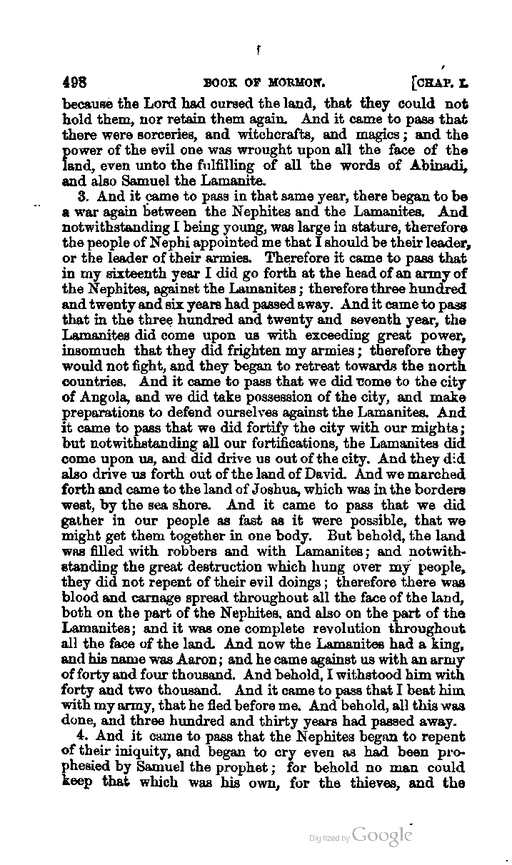 498 BOOK OF MORMON. [CHAP. I.
because the Lord had cursed the land, that they could not
hold them, nor retain them again. And it came to pass that
there were sorceries, and witchcrafts, and magics; and the
power of the evil one was wrought upon all the face of the
land, even unto the fulfilling of all the words of Abinadi,
and also Samuel the Lamanite.
3. And it came to pass in that same year, there began to be
a war again between the Nephites and the Lamanites. And
notwithstanding I being young, was large in stature, therefore
the people of Nephi appointed me that I should be their leader,
or the leader of their armies. Therefore it came to pass that
in my sixteenth year I did go forth at the head of an army of
the Nephites, against the Lamanites; therefore three hundred
and twenty and six years had passed away. And it came to pass
that in the three hundred and twenty and seventh year, the
Lamanites did come upon us with exceeding great power,
insomuch that they did frighten my armies; therefore they
would not fight, and they began to retreat towards the north
countries. And it came to pass that we did come to the city
of Angola, and we did take possession of the city, and make
preparations to defend ourselves against the Lamanites. And
it came to pass that we did fortify the city with our mights;
but notwithstanding all our fortifications, the Lamanites did
come upon us, and did drive us out of the city. And they did
also drive us forth out of the land of David. And we marched
forth and came to the land of Joshua, which was in the borders
west, by the sea shore. And it came to pass that we did
gather in our people as fast as it were possible, that we
might get them together in one body. But behold, the land
was filled with robbers and with Lamanites; and notwith-
standing the great destruction which hung over my people,
they did not repent of their evil doings; therefore there was
blood and carnage spread throughout all the face of the land,
both on the part of the Nephites, and also on the part of the
Lamanites; and it was one complete revolution throughout
all the face of the land. And now the Lamanites had a king,
and his name was Aaron; and he came against us with an army
of forty and four thousand. And behold, I withstood him with
forty and two thousand. And it came to pass that I beat him
with my army, that he fled before me. And behold, all this was
done, and three hundred and thirty years had passed away.
4. And it came to pass that the Nephites began to repent
of their iniquity, and began to cry even as had been pro-
phesied by Samuel the prophet; for behold no man could
keep that which was his own, for the thieves, and the
Digitized by Google